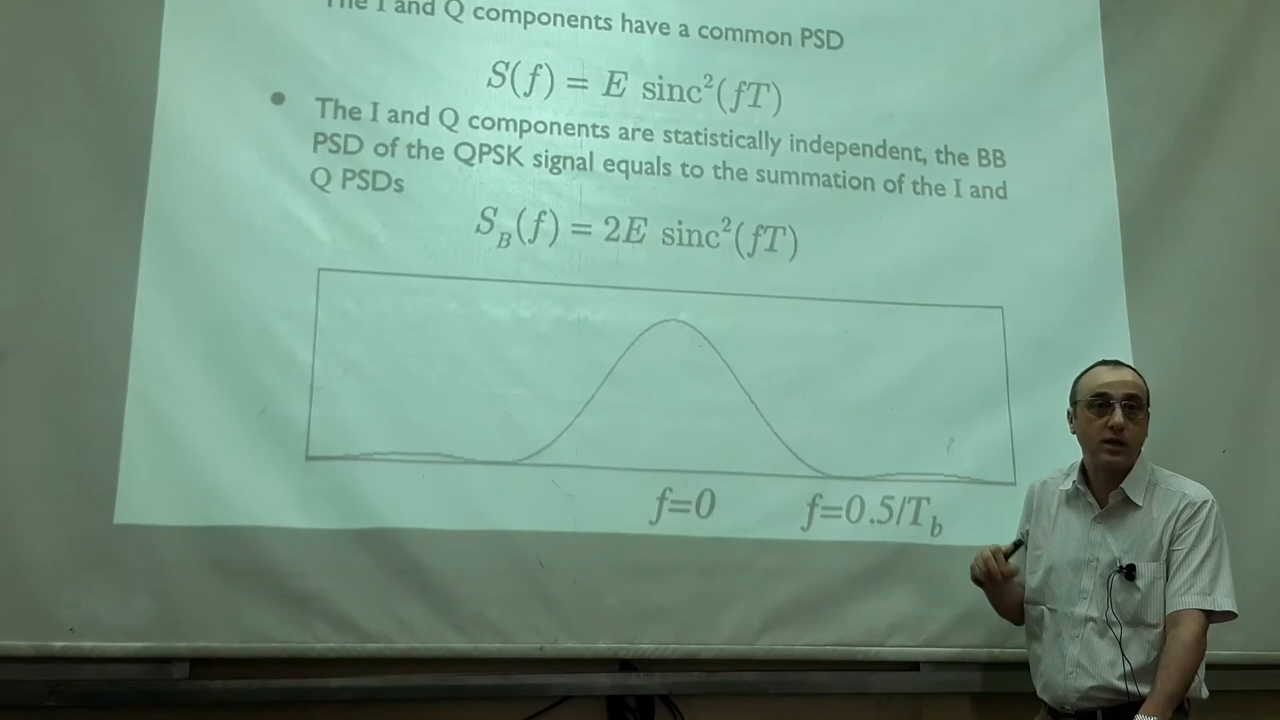 The I and Q components have a common PSD
S(f) = E sinc²(fT)
• The I and Q components are statistically independent, the BB
PSD of the QPSK signal equals to the summation of the I and
Q PSDs
S_B(f) = 2E sinc²(fT)
f=0 f=0.5/T_b